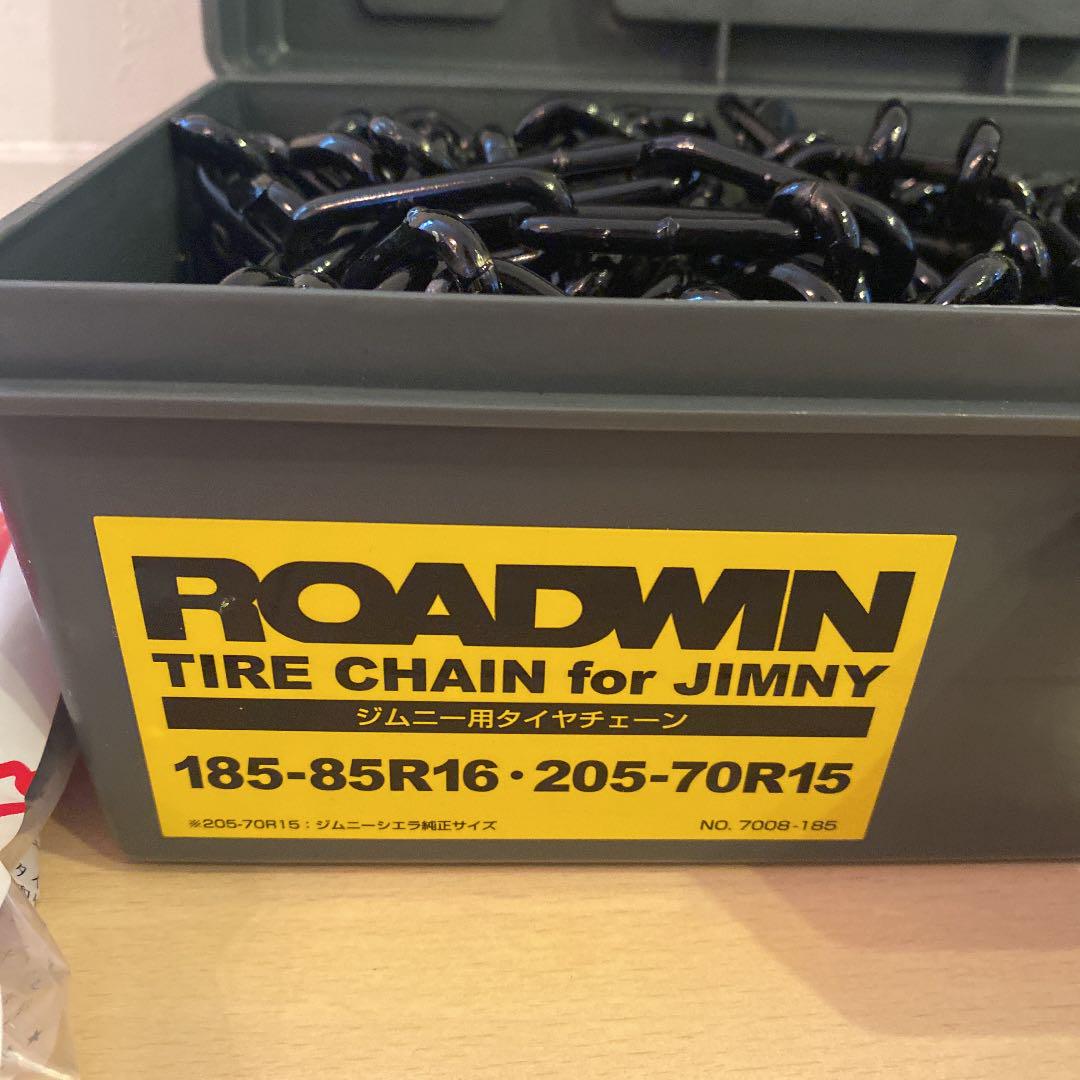 ROADWIN
TIRE CHAIN for JIMNY
ジムニー用タイヤチェーン
185-85R16・205-70R15
※205-70R15：ジムニーシエラ純正サイズ
NO. 7008-185